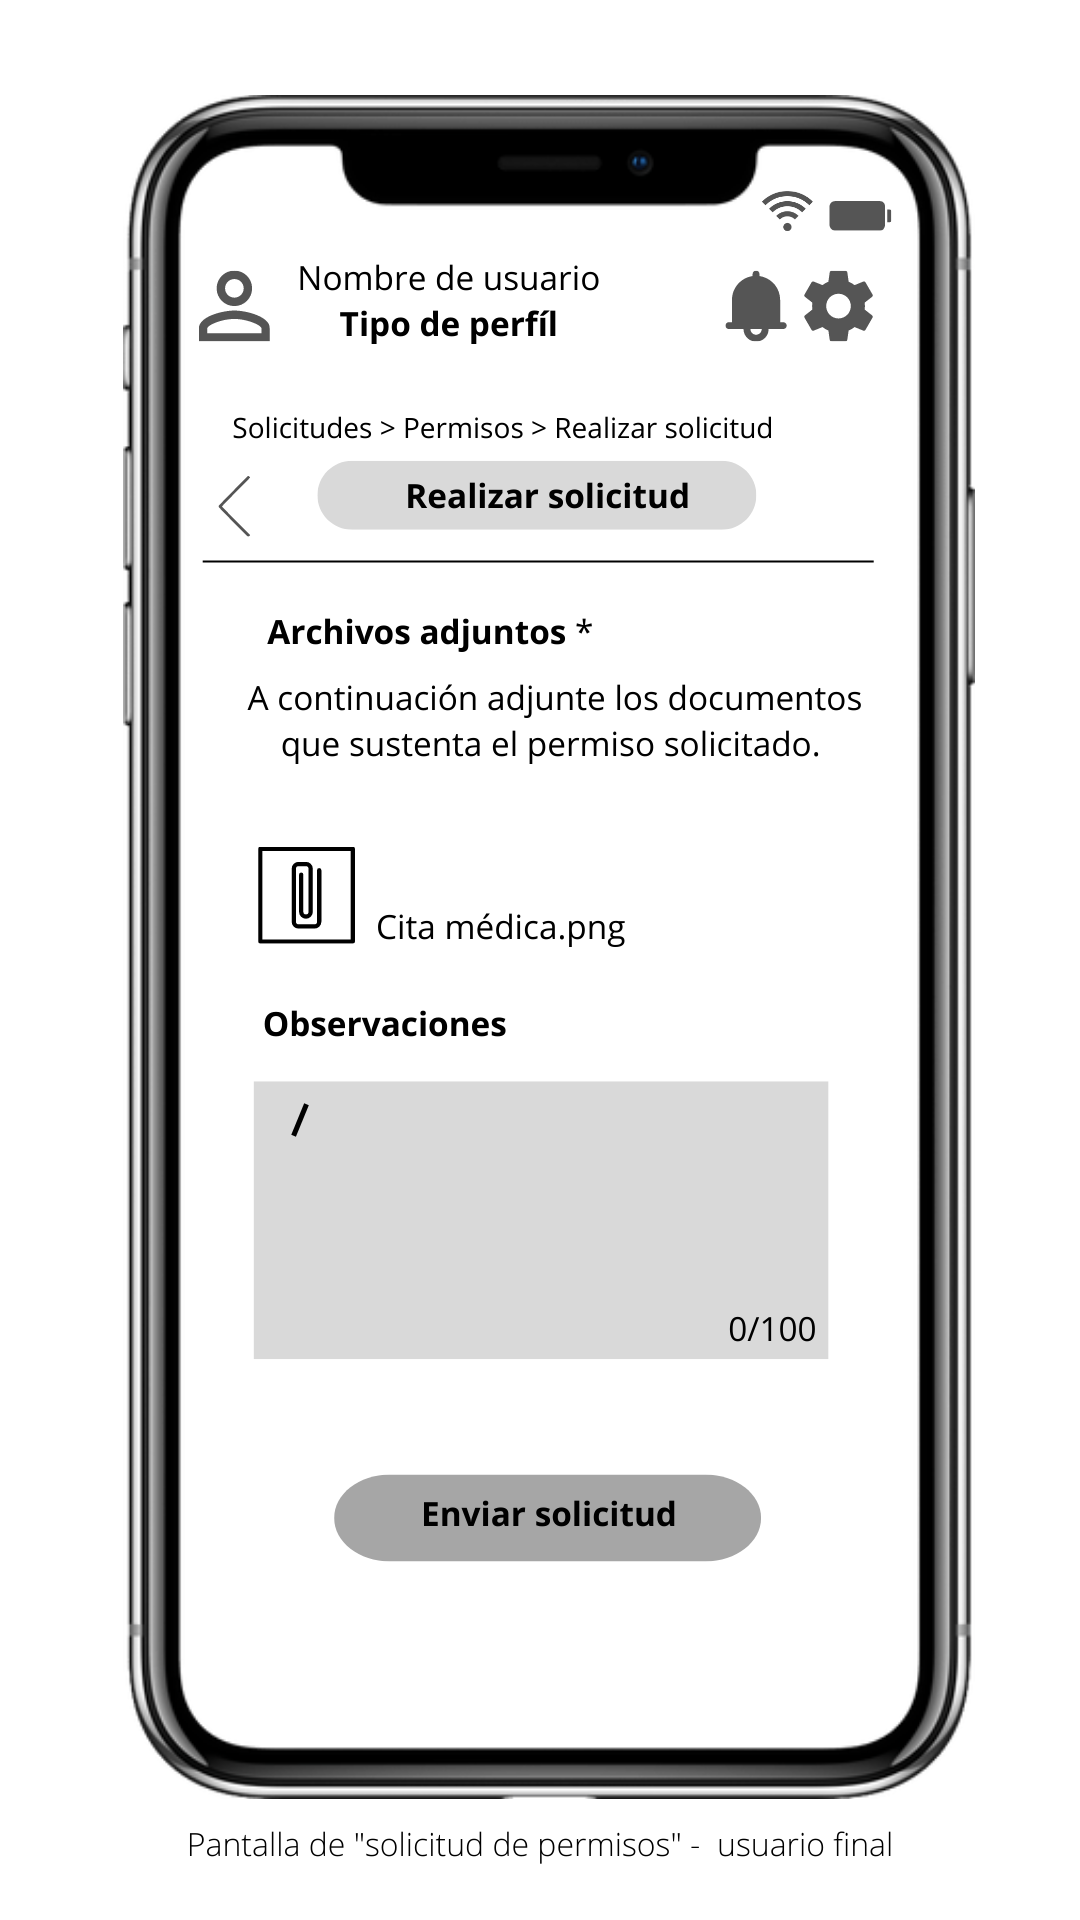 Nombre de usuario
Tipo de perfíl
Solicitudes > Permisos > Realizar solicitud
Realizar solicitud
Archivos adjuntos *
A continuación adjunte los documentos
que sustenta el permiso solicitado.
Cita médica.png
Observaciones
/
0/100
Enviar solicitud
Pantalla de "solicitud de permisos" - usuario final